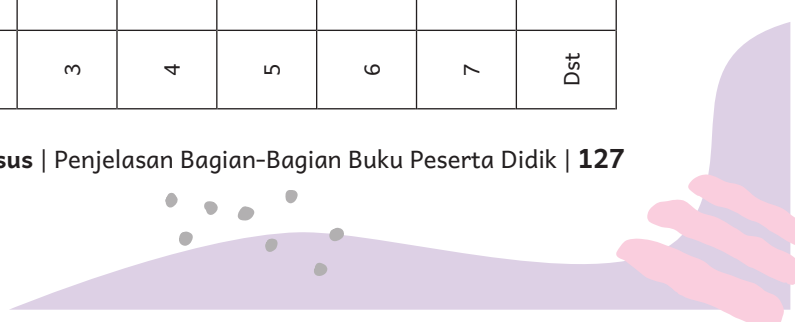 3 4 5 6 7 Dst
sus | Penjelasan Bagian-Bagian Buku Peserta Didik | 127